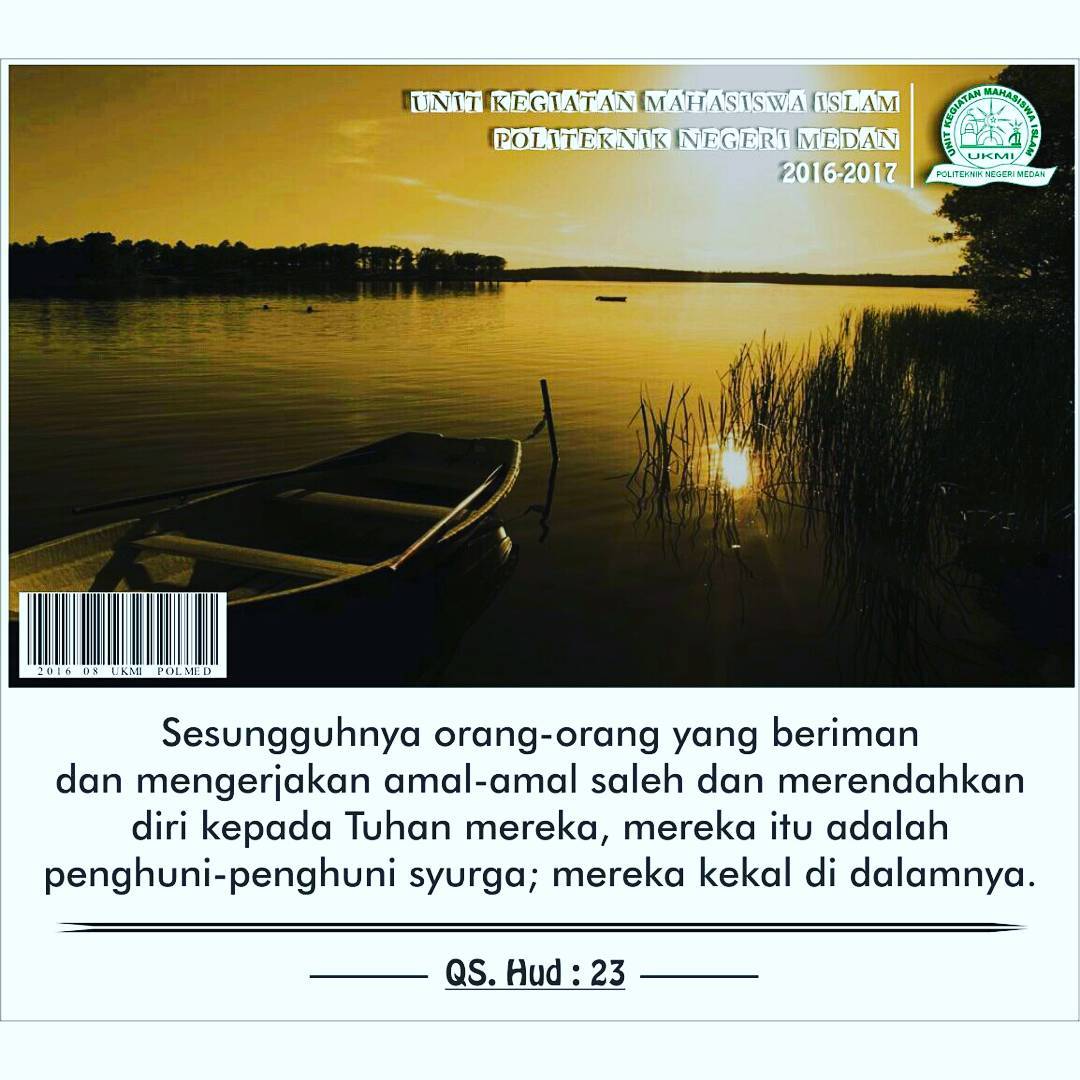 UNIT KEGIATAN MAHASISWA ISLAM
POLITEKNIK NEGERI MEDAN
2016-2017
UNIT KEGIATAN MAHASISWA ISLAM
UKMI
POLITEKNIK NEGERI MEDAN
2016 08 UKMI POLMED
Sesungguhnya orang-orang yang beriman
dan mengerjakan amal-amal saleh dan merendahkan
diri kepada Tuhan mereka, mereka itu adalah
penghuni-penghuni syurga; mereka kekal di dalamnya.
QS. Hud : 23